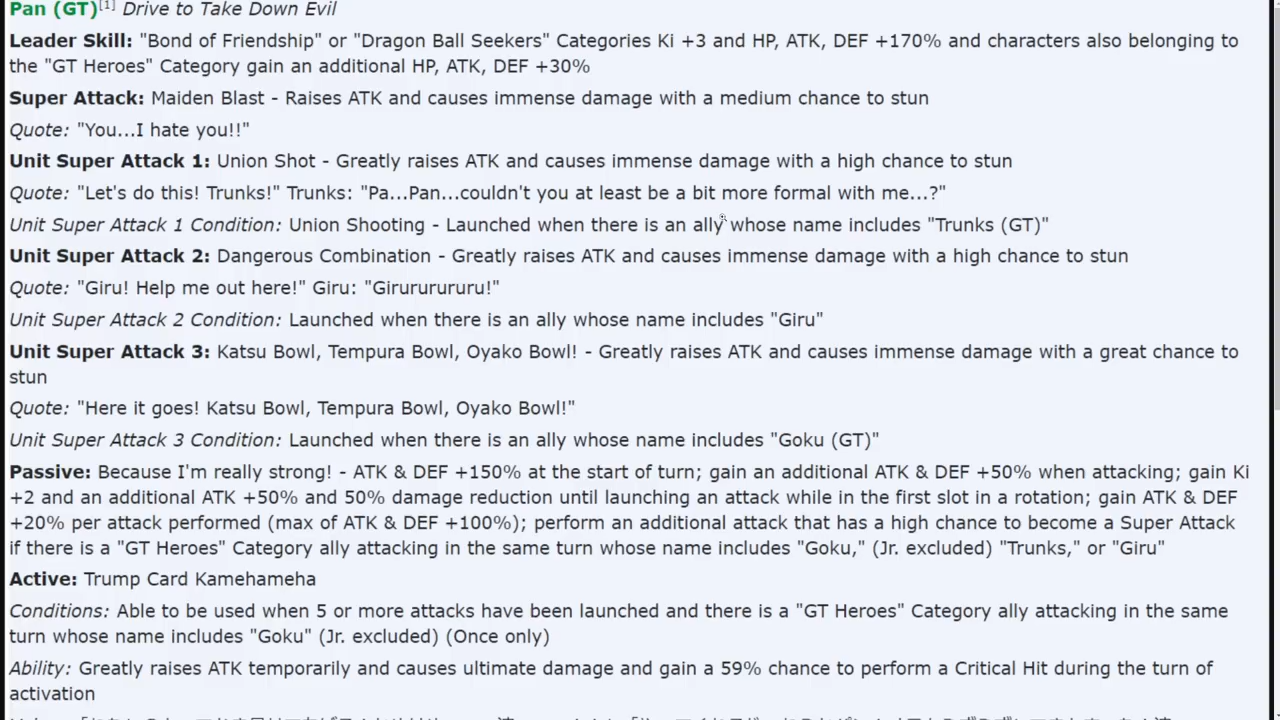 Pan (GT)[1] Drive to Take Down Evil
Leader Skill: "Bond of Friendship" or "Dragon Ball Seekers" Categories Ki +3 and HP, ATK, DEF +170% and characters also belonging to
the "GT Heroes" Category gain an additional HP, ATK, DEF +30%
Super Attack: Maiden Blast - Raises ATK and causes immense damage with a medium chance to stun
Quote: "You...I hate you!!"
Unit Super Attack 1: Union Shot - Greatly raises ATK and causes immense damage with a high chance to stun
Quote: "Let's do this! Trunks!" Trunks: "Pa...Pan...couldn't you at least be a bit more formal with me...?"
Unit Super Attack 1 Condition: Union Shooting - Launched when there is an ally whose name includes "Trunks (GT)"
Unit Super Attack 2: Dangerous Combination - Greatly raises ATK and causes immense damage with a high chance to stun
Quote: "Giru! Help me out here!" Giru: "Girururururu!"
Unit Super Attack 2 Condition: Launched when there is an ally whose name includes "Giru"
Unit Super Attack 3: Katsu Bowl, Tempura Bowl, Oyako Bowl! - Greatly raises ATK and causes immense damage with a great chance to
stun
Quote: "Here it goes! Katsu Bowl, Tempura Bowl, Oyako Bowl!"
Unit Super Attack 3 Condition: Launched when there is an ally whose name includes "Goku (GT)"
Passive: Because I'm really strong! - ATK & DEF +150% at the start of turn; gain an additional ATK & DEF +50% when attacking; gain Ki
+2 and an additional ATK +50% and 50% damage reduction until launching an attack while in the first slot in a rotation; gain ATK & DEF
+20% per attack performed (max of ATK & DEF +100%); perform an additional attack that has a high chance to become a Super Attack
if there is a "GT Heroes" Category ally attacking in the same turn whose name includes "Goku," (Jr. excluded) "Trunks," or "Giru"
Active: Trump Card Kamehameha
Conditions: Able to be used when 5 or more attacks have been launched and there is a "GT Heroes" Category ally attacking in the same
turn whose name includes "Goku" (Jr. excluded) (Once only)
Ability: Greatly raises ATK temporarily and causes ultimate damage and gain a 59% chance to perform a Critical Hit during the turn of
activation